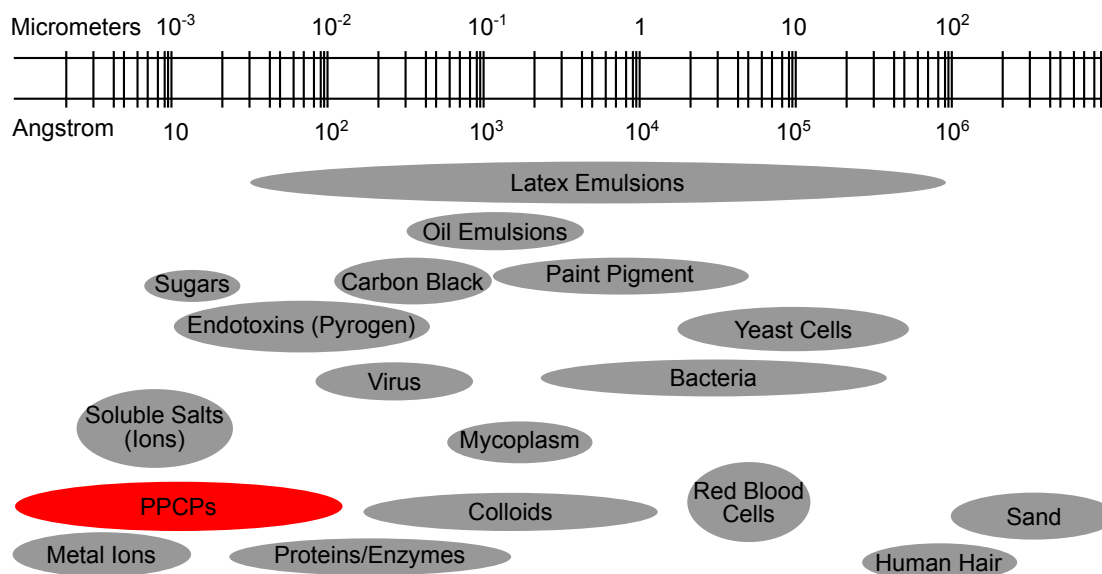 Micrometers 10⁻³ 10⁻² 10⁻¹ 1 10 10²
Angstrom 10 10² 10³ 10⁴ 10⁵ 10⁶
Latex Emulsions
Oil Emulsions
Sugars Carbon Black Paint Pigment
Endotoxins (Pyrogen) Yeast Cells
Virus Bacteria
Soluble Salts
(Ions)
Mycoplasm
PPCPs Colloids
Red Blood
Cells
Sand
Metal Ions Proteins/Enzymes Human Hair